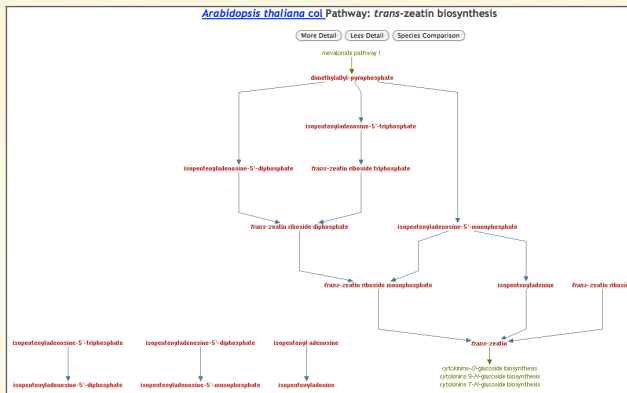 Arabidopsis thaliana col Pathway: trans-zeatin biosynthesis
More Detail Less Detail Species Comparison
mevalonate pathway I
dimethylallyl-pyrophosphate
isopentenyladenosine-5'-triphosphate
isopentenyladenosine-5'-diphosphate trans-zeatin riboside triphosphate
trans-zeatin riboside diphosphate isopentenyladenosine-5'-monophosphate
trans-zeatin riboside monophosphate isopentenyladenine trans-zeatin ribosi
isopentenyladenosine-5'-triphosphate isopentenyladenosine-5'-diphosphate isopentenyl adenosine trans-zeatin
cytokinins-O-glucoside biosynthesis
cytokinins 9-N-glucoside biosynthesis
isopentenyladenosine-5'-diphosphate isopentenyladenosine-5'-monophosphate isopentenyladenine cytokinins 7-N-glucoside biosynthesis